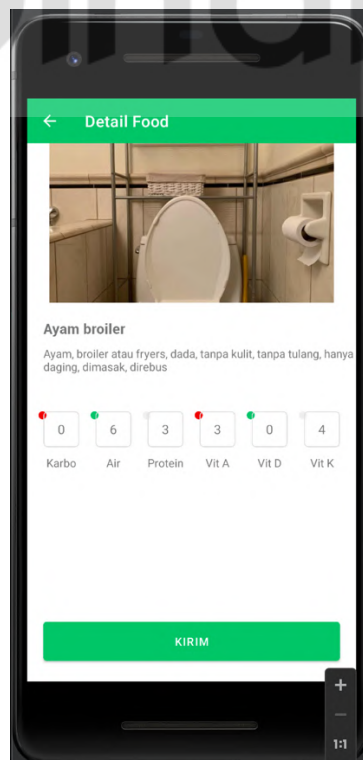 Detail Food
Ayam broiler
Ayam, broiler atau fryers, dada, tanpa kulit, tanpa tulang, hanya
daging, dimasak, direbus
0 6 3 3 0 4
Karbo Air Protein Vit A Vit D Vit K
KIRIM
1:1